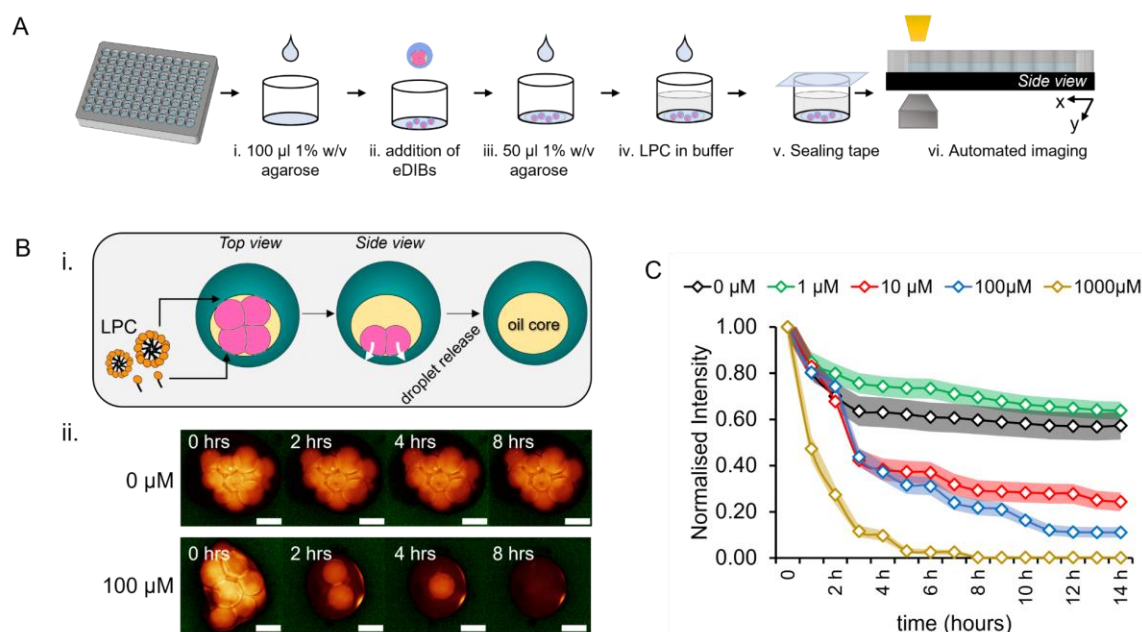 A
i. 100 µl 1% w/v
agarose
ii. addition of
eDIBs
iii. 50 µl 1% w/v
agarose
iv. LPC in buffer
v. Sealing tape
Side view
x
y
vi. Automated imaging
B
i.
Top view
Side view
LPC
droplet release
oil core
ii.
0 µM
0 hrs
2 hrs
4 hrs
8 hrs
100 µM
0 hrs
2 hrs
4 hrs
8 hrs
C
0 µM
1 µM
10 µM
100µM
1000µM
Normalised Intensity
1.00
0.80
0.60
0.40
0.20
0.00
0
2 h
4 h
6 h
8 h
10 h
12 h
14 h
time (hours)